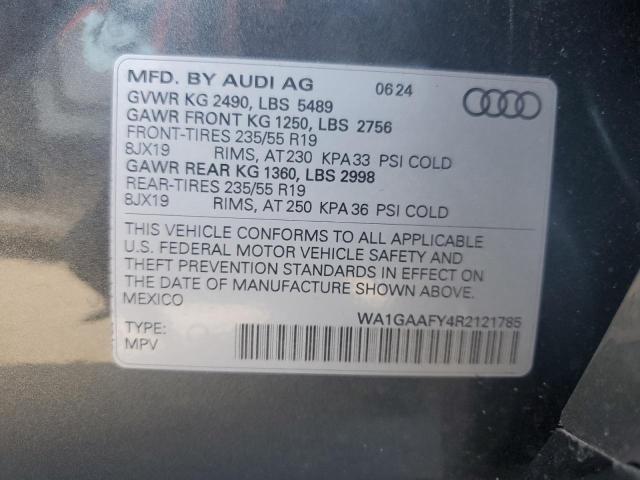 MFD. BY AUDI AG 0624
GVWR KG 2490, LBS 5489
GAWR FRONT KG 1250, LBS 2756
FRONT-TIRES 235/55 R19
8JX19 RIMS, AT 230 KPA 33 PSI COLD
GAWR REAR KG 1360, LBS 2998
REAR-TIRES 235/55 R19
8JX19 RIMS, AT 250 KPA 36 PSI COLD
THIS VEHICLE CONFORMS TO ALL APPLICABLE
U.S. FEDERAL MOTOR VEHICLE SAFETY AND
THEFT PREVENTION STANDARDS IN EFFECT ON
THE DATE OF MANUFACTURE SHOWN ABOVE.
MEXICO
WA1GAAFY4R2121785
TYPE:
MPV